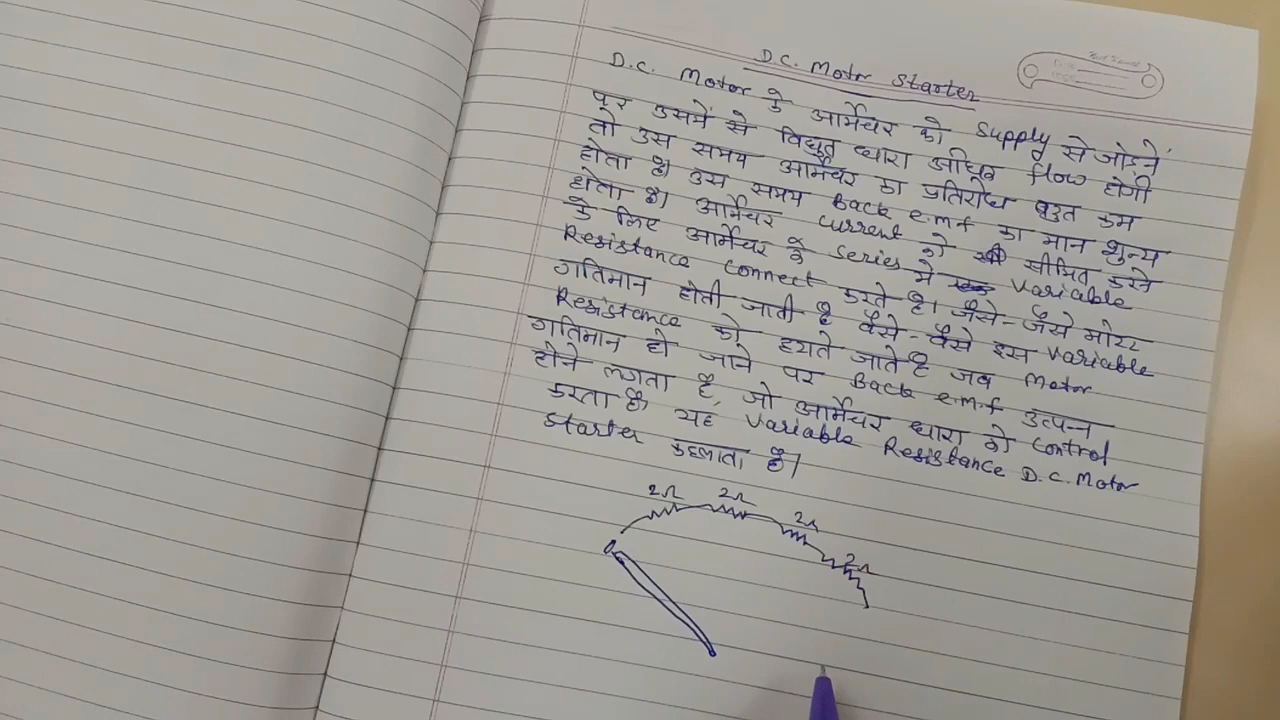 D.C. Motor Starter
D.C. Motor के आर्मेचर को Supply से जोड़ने
पर उसमें से विद्युत धारा अधिक flow होगी
तो उस समय आर्मेचर का प्रतिरोध बहुत कम
होता है। उस समय Back e.m.f का मान शुन्य
होता है। आर्मेचर current को सीमित करने
के लिए आर्मेचर के Series में Variable
Resistance connect करते है। जैसे-जैसे मोटर
गतिमान होती जाती है वैसे-वैसे इस Variable
Resistance को हटाते जाते है जब Motor
गतिमान हो जाने पर Back e.m.f उत्पन्न
होने लगता है, जो आर्मेचर धारा को Control
करता है, यह Variable Resistance D.C. Motor
Starter कहलाता है।
2Ω 2Ω 2Ω 2Ω